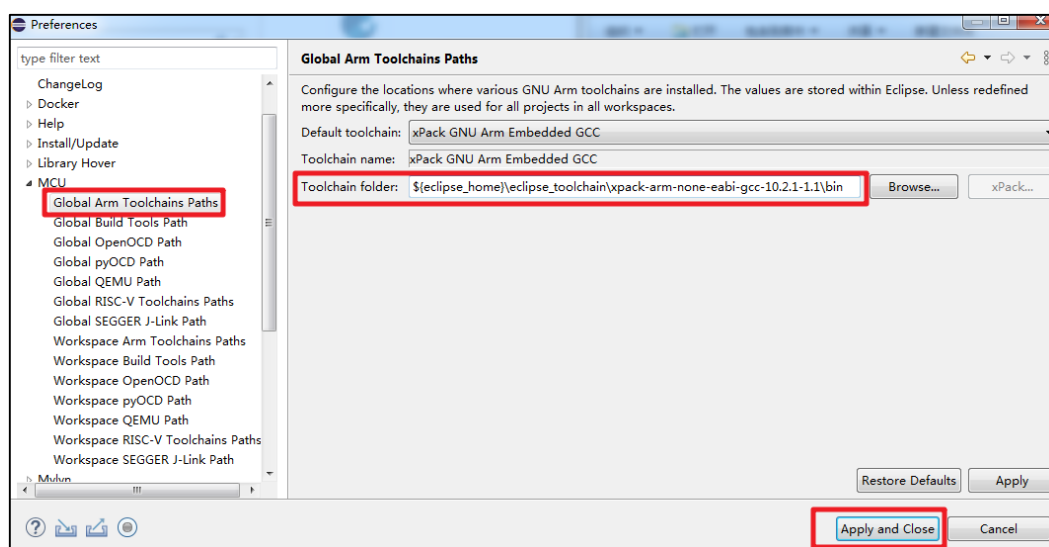 Preferences
type filter text
ChangeLog
Docker
Help
Install/Update
Library Hover
MCU
Global Arm Toolchains Paths
Global Build Tools Path
Global OpenOCD Path
Global pyOCD Path
Global QEMU Path
Global RISC-V Toolchains Paths
Global SEGGER J-Link Path
Workspace Arm Toolchains Paths
Workspace Build Tools Path
Workspace OpenOCD Path
Workspace pyOCD Path
Workspace QEMU Path
Workspace RISC-V Toolchains Paths
Workspace SEGGER J-Link Path
Mylyn
Global Arm Toolchains Paths
Configure the locations where various GNU Arm toolchains are installed. The values are stored within Eclipse. Unless redefined
more specifically, they are used for all projects in all workspaces.
Default toolchain: xPack GNU Arm Embedded GCC
Toolchain name: xPack GNU Arm Embedded GCC
Toolchain folder: ${eclipse_home}\eclipse_toolchain\xpack-arm-none-eabi-gcc-10.2.1-1.1\bin Browse... xPack...
Restore Defaults Apply
Apply and Close Cancel